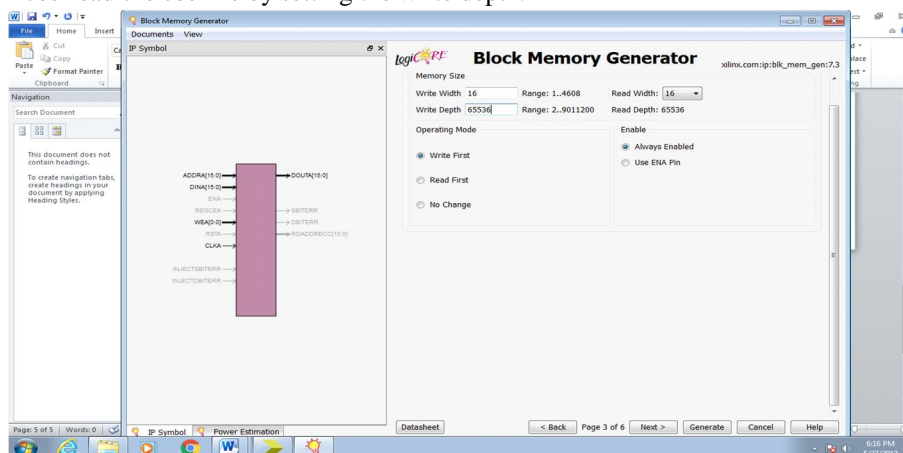 File Home Insert
Cut
Copy
Paste
Format Painter
Clipboard
Navigation
Search Document
This document does not
contain headings.
To create navigation tabs,
create headings in your
document by applying
Heading Styles.
Page: 5 of 5 Words: 0
Block Memory Generator
Documents View
IP Symbol
ADDRA[15:0]
DOUTA[15:0]
DINA[15:0]
ENA
REGCEA
SBITERR
WEA[0:0]
DBITERR
RSTA
RDADDRECC[15:0]
CLKA
INJECTSBITERR
INJECTDBITERR
IP Symbol Power Estimation
LogiCORE
Block Memory Generator
xilinx.com:ip:blk_mem_gen:7.3
Memory Size
Write Width 16 Range: 1..4608 Read Width: 16
Write Depth 65536 Range: 2..9011200 Read Depth: 65536
Operating Mode
Write First
Read First
No Change
Enable
Always Enabled
Use ENA Pin
Datasheet < Back Page 3 of 6 Next > Generate Cancel Help
6:16 PM